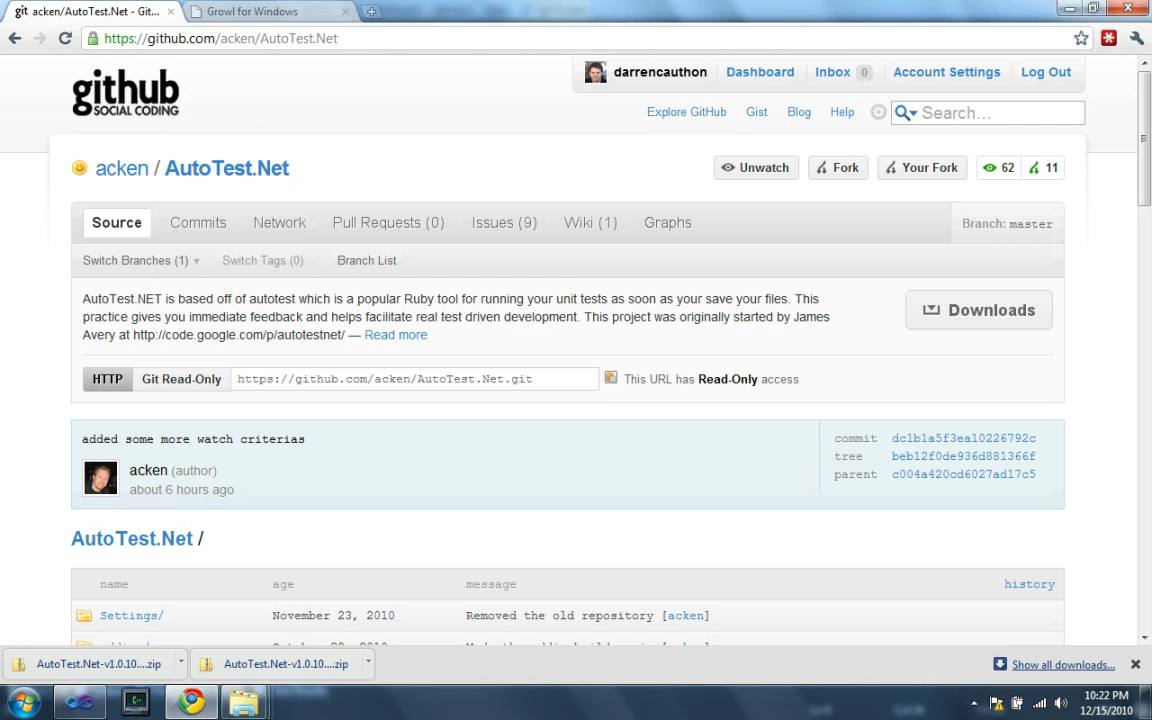 git acken/AutoTest.Net - Git...
Growl for Windows
https://github.com/acken/AutoTest.Net
github
SOCIAL CODING
darrencauthon
Dashboard
Inbox 0
Account Settings
Log Out
Explore GitHub
Gist
Blog
Help
Search...
acken / AutoTest.Net
Unwatch
Fork
Your Fork
62
11
Source
Commits
Network
Pull Requests (0)
Issues (9)
Wiki (1)
Graphs
Branch: master
Switch Branches (1)
Switch Tags (0)
Branch List
AutoTest.NET is based off of autotest which is a popular Ruby tool for running your unit tests as soon as your save your files. This
practice gives you immediate feedback and helps facilitate real test driven development. This project was originally started by James
Avery at http://code.google.com/p/autotestnet/ — Read more
Downloads
HTTP
Git Read-Only
https://github.com/acken/AutoTest.Net.git
This URL has Read-Only access
added some more watch criterias
acken (author)
about 6 hours ago
commit dc1b1a5f3ea10226792c
tree beb12f0de936d881366f
parent c004a420cd6027ad17c5
AutoTest.Net /
name age message history
Settings/ November 23, 2010 Removed the old repository [acken]
AutoTest.Net-v1.0.10....zip
AutoTest.Net-v1.0.10....zip
Show all downloads...
10:22 PM
12/15/2010